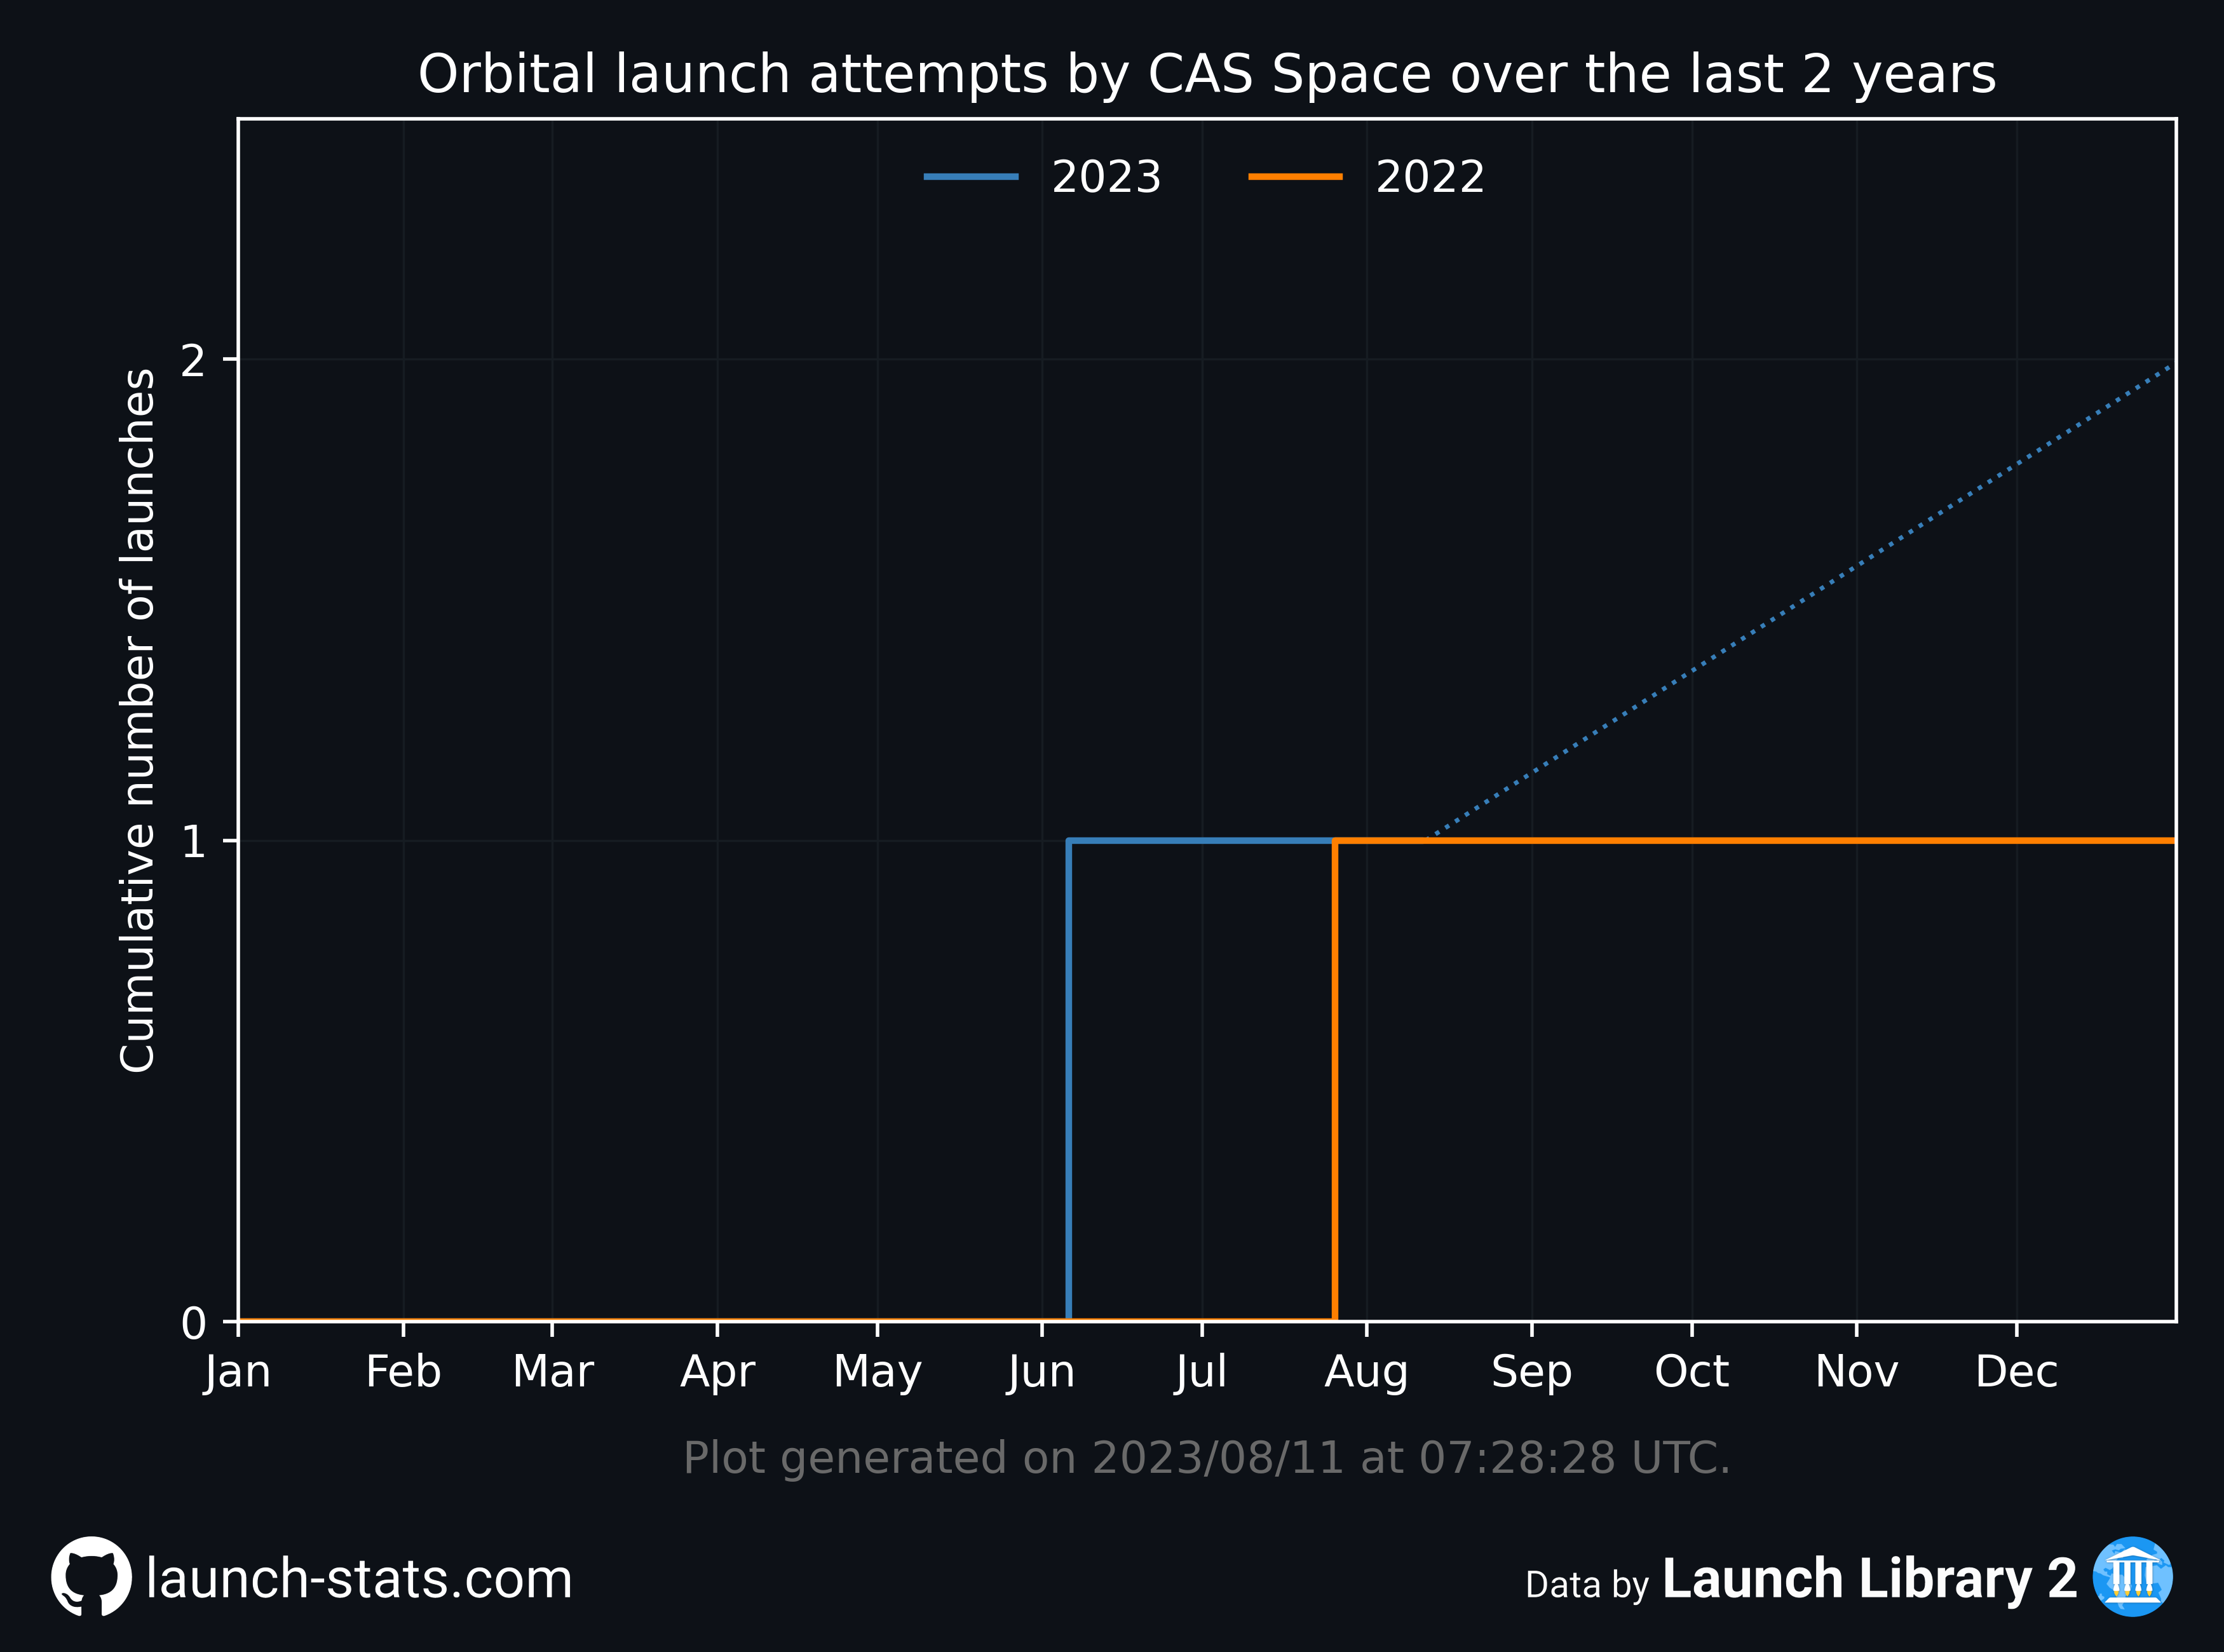 Orbital launch attempts by CAS Space over the last 2 years
2023 2022
Cumulative number of launches
2
1
0
Jan Feb Mar Apr May Jun Jul Aug Sep Oct Nov Dec
Plot generated on 2023/08/11 at 07:28:28 UTC.
launch-stats.com
Data by Launch Library 2